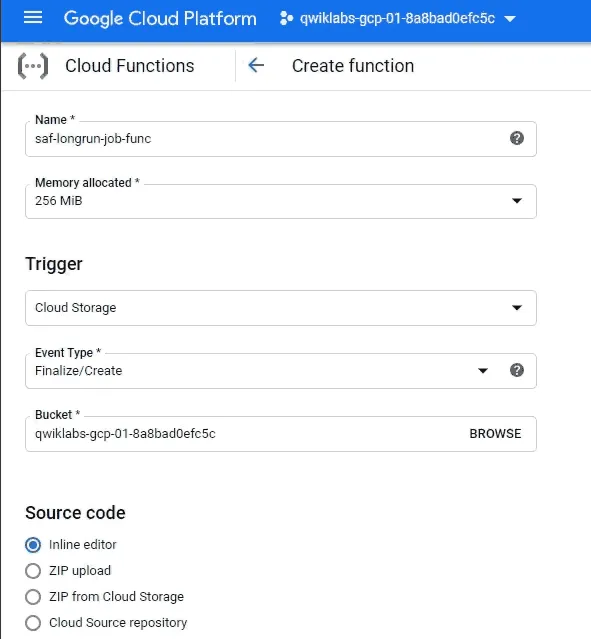 Google Cloud Platform qwiklabs-gcp-01-8a8bad0efc5c
Cloud Functions Create function
Name *
saf-longrun-job-func
Memory allocated *
256 MiB
Trigger
Cloud Storage
Event Type *
Finalize/Create
Bucket *
qwiklabs-gcp-01-8a8bad0efc5c BROWSE
Source code
Inline editor
ZIP upload
ZIP from Cloud Storage
Cloud Source repository